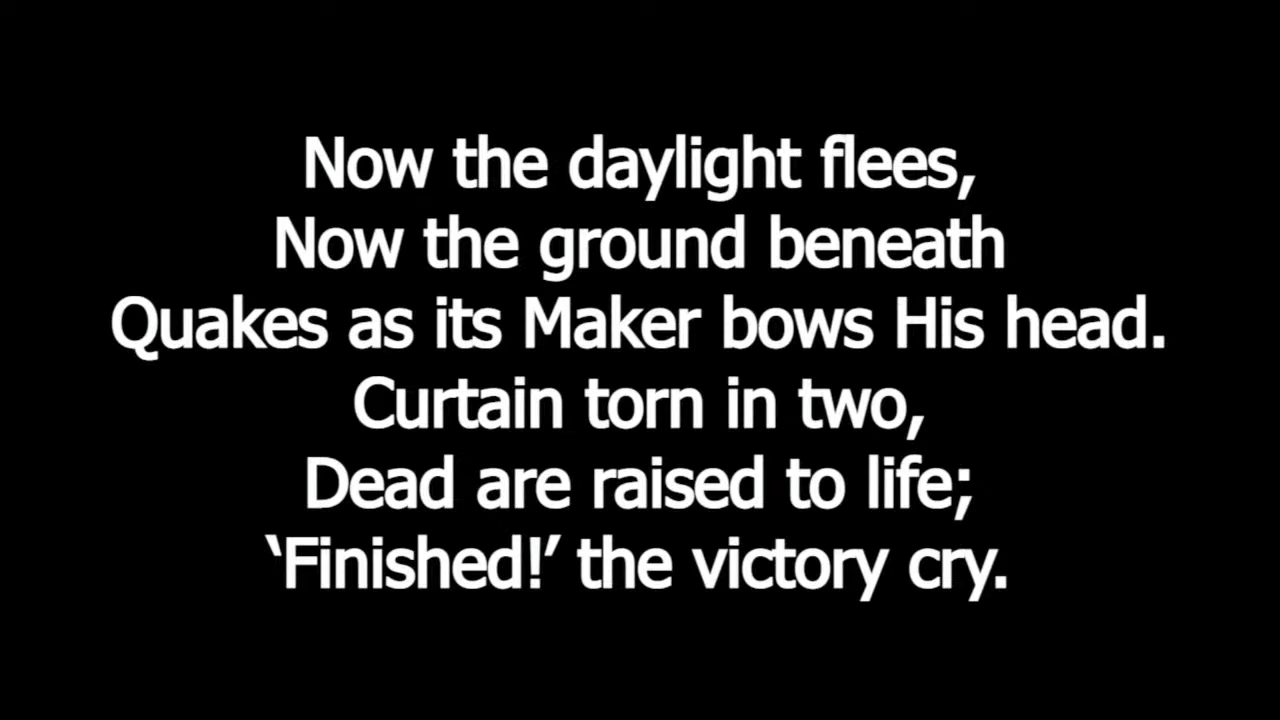 Now the daylight flees,
Now the ground beneath
Quakes as its Maker bows His head.
Curtain torn in two,
Dead are raised to life;
‘Finished!’ the victory cry.